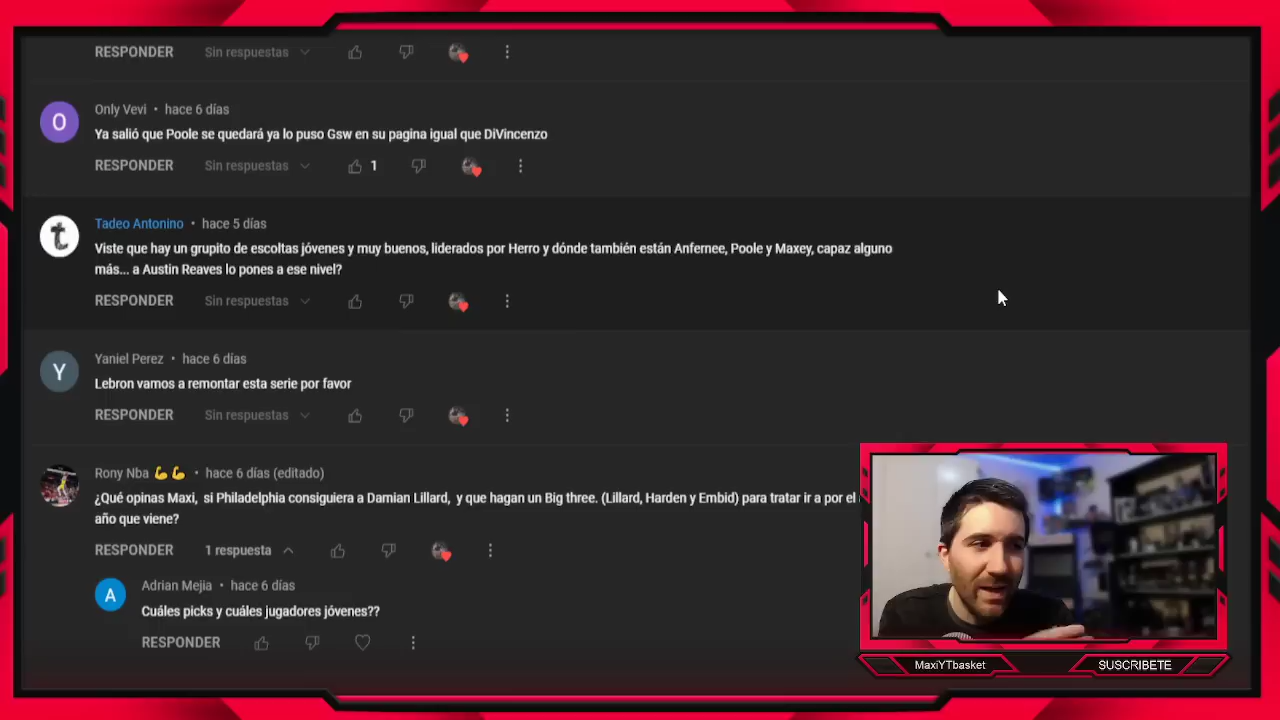 RESPONDER Sin respuestas
O
Only Vevi • hace 6 días
Ya salió que Poole se quedará ya lo puso Gsw en su pagina igual que DiVincenzo
RESPONDER Sin respuestas 1
t
Tadeo Antonino • hace 5 días
Viste que hay un grupito de escoltas jóvenes y muy buenos, liderados por Herro y dónde también están Anfernee, Poole y Maxey, capaz alguno
más... a Austin Reaves lo pones a ese nivel?
RESPONDER Sin respuestas
Y
Yaniel Perez • hace 6 días
Lebron vamos a remontar esta serie por favor
RESPONDER Sin respuestas
Rony Nba 💪💪 • hace 6 días (editado)
¿Qué opinas Maxi, si Philadelphia consiguiera a Damian Lillard, y que hagan un Big three. (Lillard, Harden y Embid) para tratar ir a por el
año que viene?
RESPONDER 1 respuesta
A
Adrian Mejia • hace 6 días
Cuáles picks y cuáles jugadores jóvenes??
RESPONDER
MaxiYTbasket SUSCRIBETE